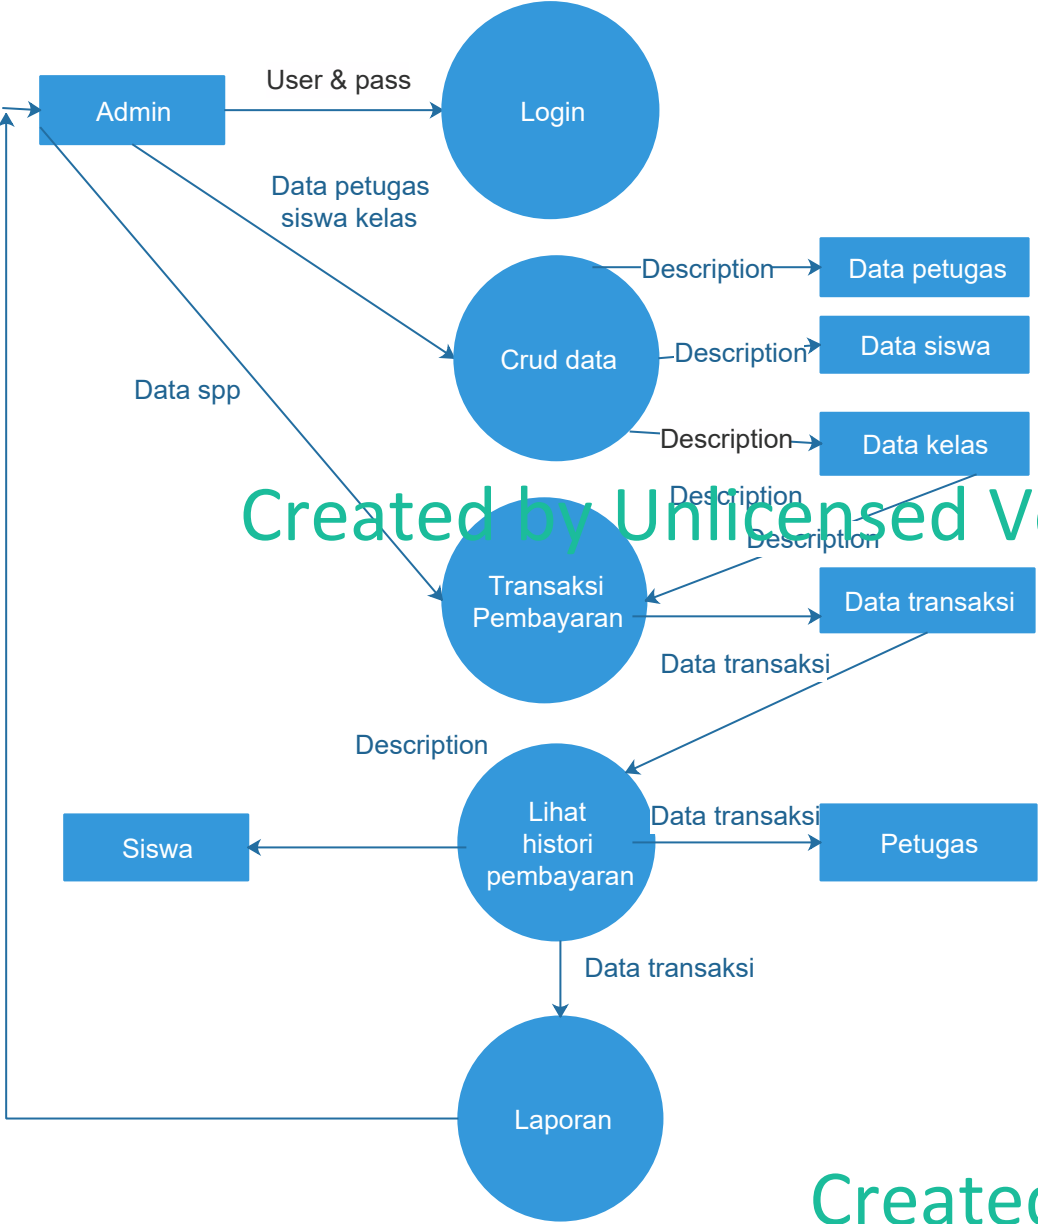 User & pass
Admin
Login
Data petugas
siswa kelas
Description
Data petugas
Description
Data siswa
Crud data
Data spp
Description
Data kelas
Description
Created by Unlicensed
Description
Transaksi
Pembayaran
Data transaksi
Data transaksi
Description
Lihat
histori
pembayaran
Data transaksi
Siswa
Petugas
Data transaksi
Laporan
Created